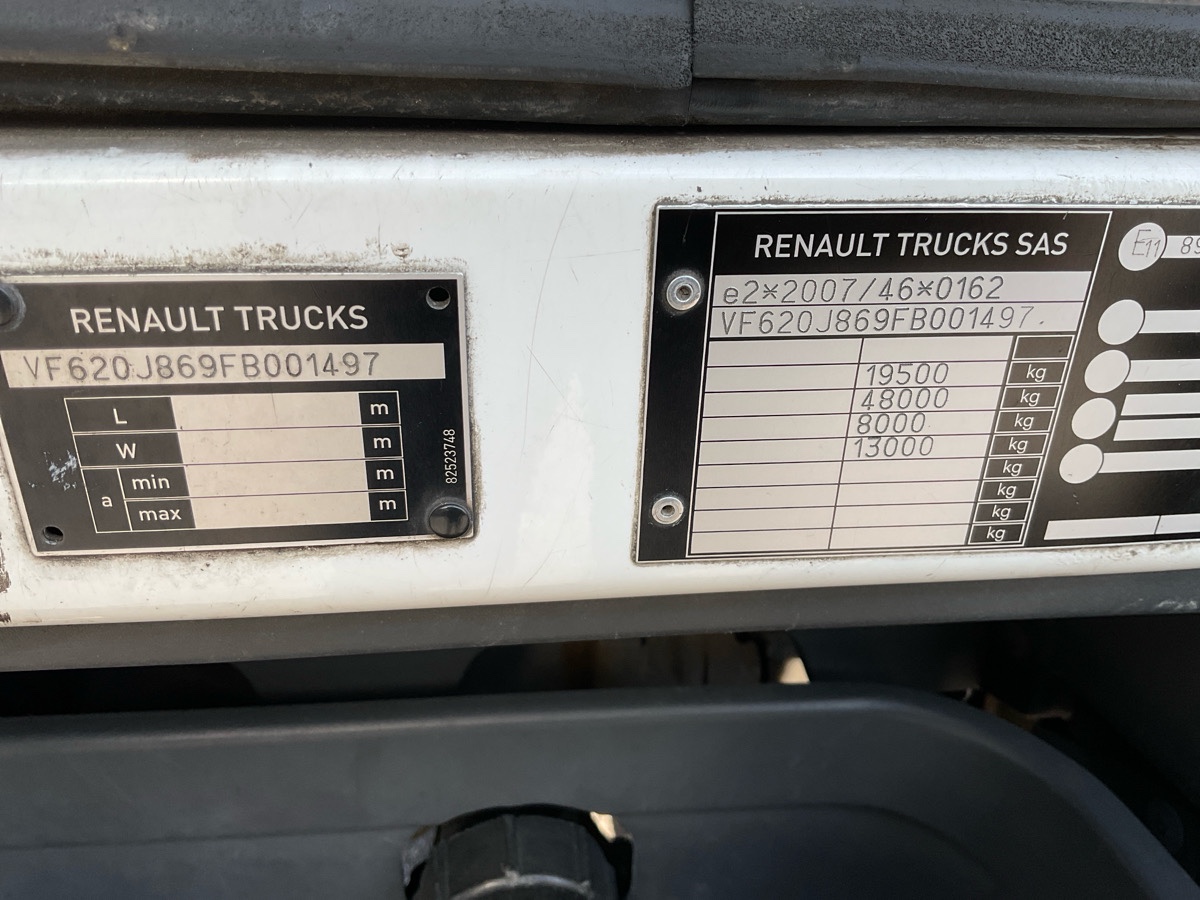 RENAULT TRUCKS
VF620J869FB001497
L m
W m
a min m
max m
82523748
RENAULT TRUCKS SAS
e2*2007/46*0162
VF620J869FB001497
19500 kg
48000 kg
8000 kg
13000 kg
kg
kg
kg
kg
E11 89